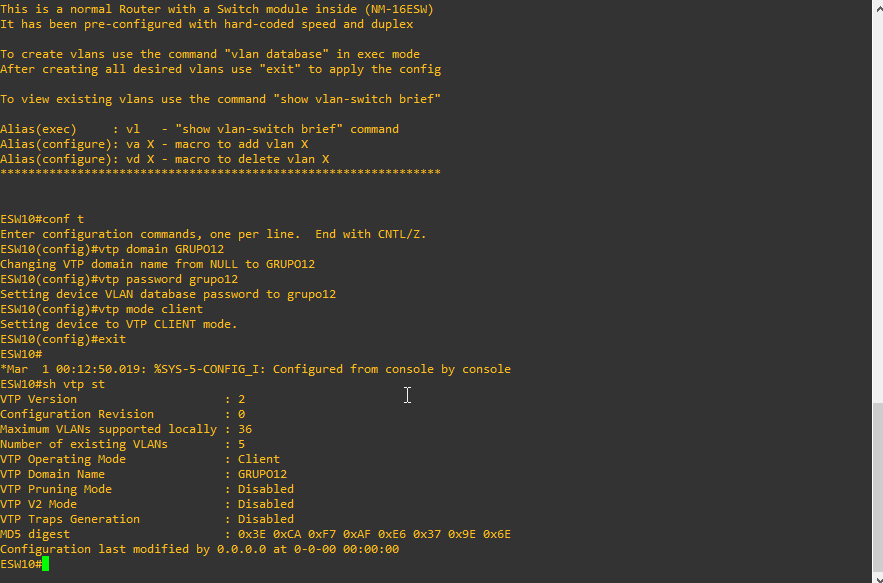 This is a normal Router with a Switch module inside (NM-16ESW)
It has been pre-configured with hard-coded speed and duplex
To create vlans use the command "vlan database" in exec mode
After creating all desired vlans use "exit" to apply the config
To view existing vlans use the command "show vlan-switch brief"
Alias(exec)     : vl   - "show vlan-switch brief" command
Alias(configure): va X - macro to add vlan X
Alias(configure): vd X - macro to delete vlan X
***************************************************************
ESW10#conf t
Enter configuration commands, one per line.  End with CNTL/Z.
ESW10(config)#vtp domain GRUPO12
Changing VTP domain name from NULL to GRUPO12
ESW10(config)#vtp password grupo12
Setting device VLAN database password to grupo12
ESW10(config)#vtp mode client
Setting device to VTP CLIENT mode.
ESW10(config)#exit
ESW10#
*Mar  1 00:12:50.019: %SYS-5-CONFIG_I: Configured from console by console
ESW10#sh vtp st
VTP Version                     : 2
Configuration Revision          : 0
Maximum VLANs supported locally : 36
Number of existing VLANs        : 5
VTP Operating Mode              : Client
VTP Domain Name                 : GRUPO12
VTP Pruning Mode                : Disabled
VTP V2 Mode                     : Disabled
VTP Traps Generation            : Disabled
MD5 digest                      : 0x3E 0xCA 0xF7 0xAF 0xE6 0x37 0x9E 0x6E
Configuration last modified by 0.0.0.0 at 0-0-00 00:00:00
ESW10#